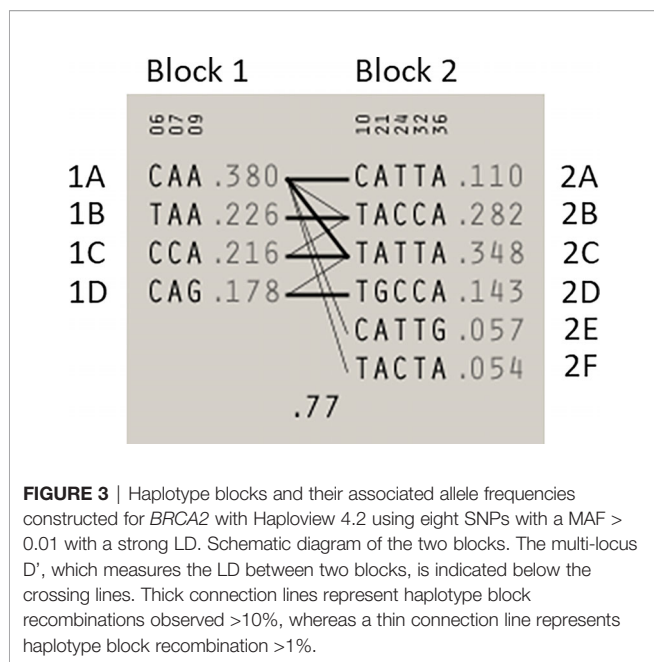 Block 1 Block 2
06 07 09 10 21 24 32 36
1A CAA .380 CATTA .110 2A
1B TAA .226 TACCA .282 2B
1C CCA .216 TATTA .348 2C
1D CAG .178 TGCCA .143 2D
CATTG .057 2E
TACTA .054 2F
.77
FIGURE 3 | Haplotype blocks and their associated allele frequencies
constructed for BRCA2 with Haploview 4.2 using eight SNPs with a MAF >
0.01 with a strong LD. Schematic diagram of the two blocks. The multi-locus
D’, which measures the LD between two blocks, is indicated below the
crossing lines. Thick connection lines represent haplotype block
recombinations observed >10%, whereas a thin connection line represents
haplotype block recombination >1%.